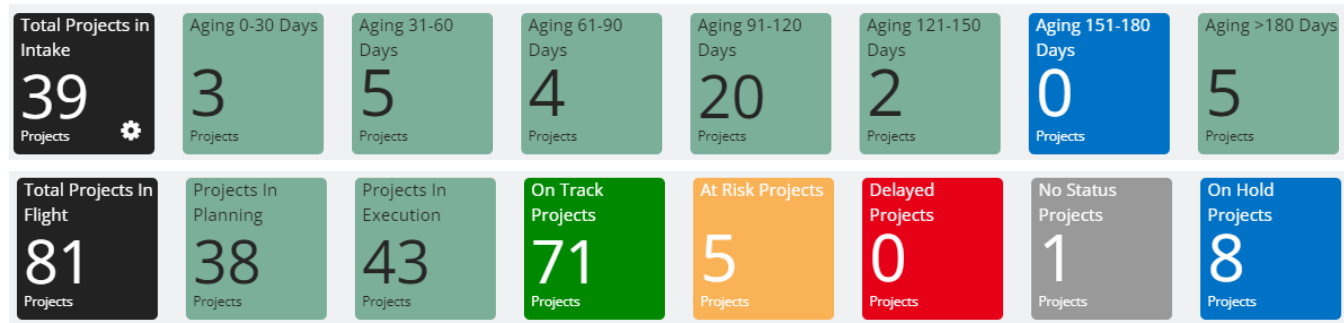 Total Projects in
Intake
39
Projects
Aging 0-30 Days
3
Projects
Aging 31-60
Days
5
Projects
Aging 61-90
Days
4
Projects
Aging 91-120
Days
20
Projects
Aging 121-150
Days
2
Projects
Aging 151-180
Days
0
Projects
Aging >180 Days
5
Projects
Total Projects In
Flight
81
Projects
Projects In
Planning
38
Projects
Projects In
Execution
43
Projects
On Track
Projects
71
Projects
At Risk Projects
5
Projects
Delayed
Projects
0
Projects
No Status
Projects
1
Projects
On Hold
Projects
8
Projects